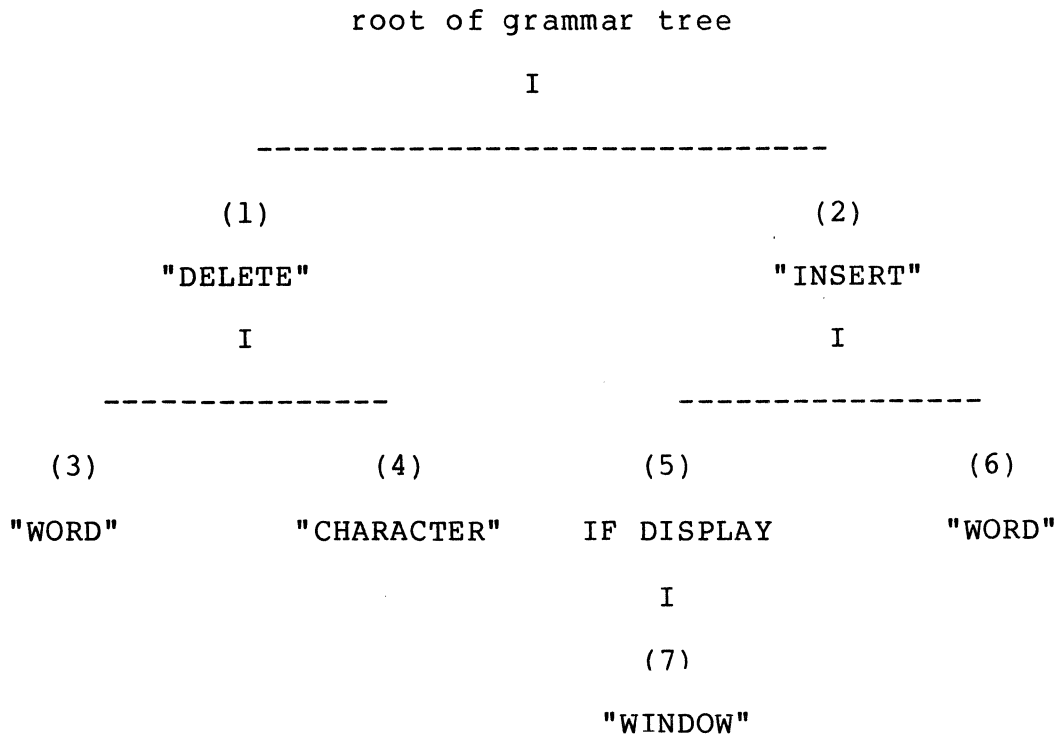 root of grammar tree
I
------------------------------
(1) (2)
"DELETE" "INSERT"
I I
--------------- ----------------
(3) (4) (5) (6)
"WORD" "CHARACTER" IF DISPLAY "WORD"
I
(7)
"WINDOW"